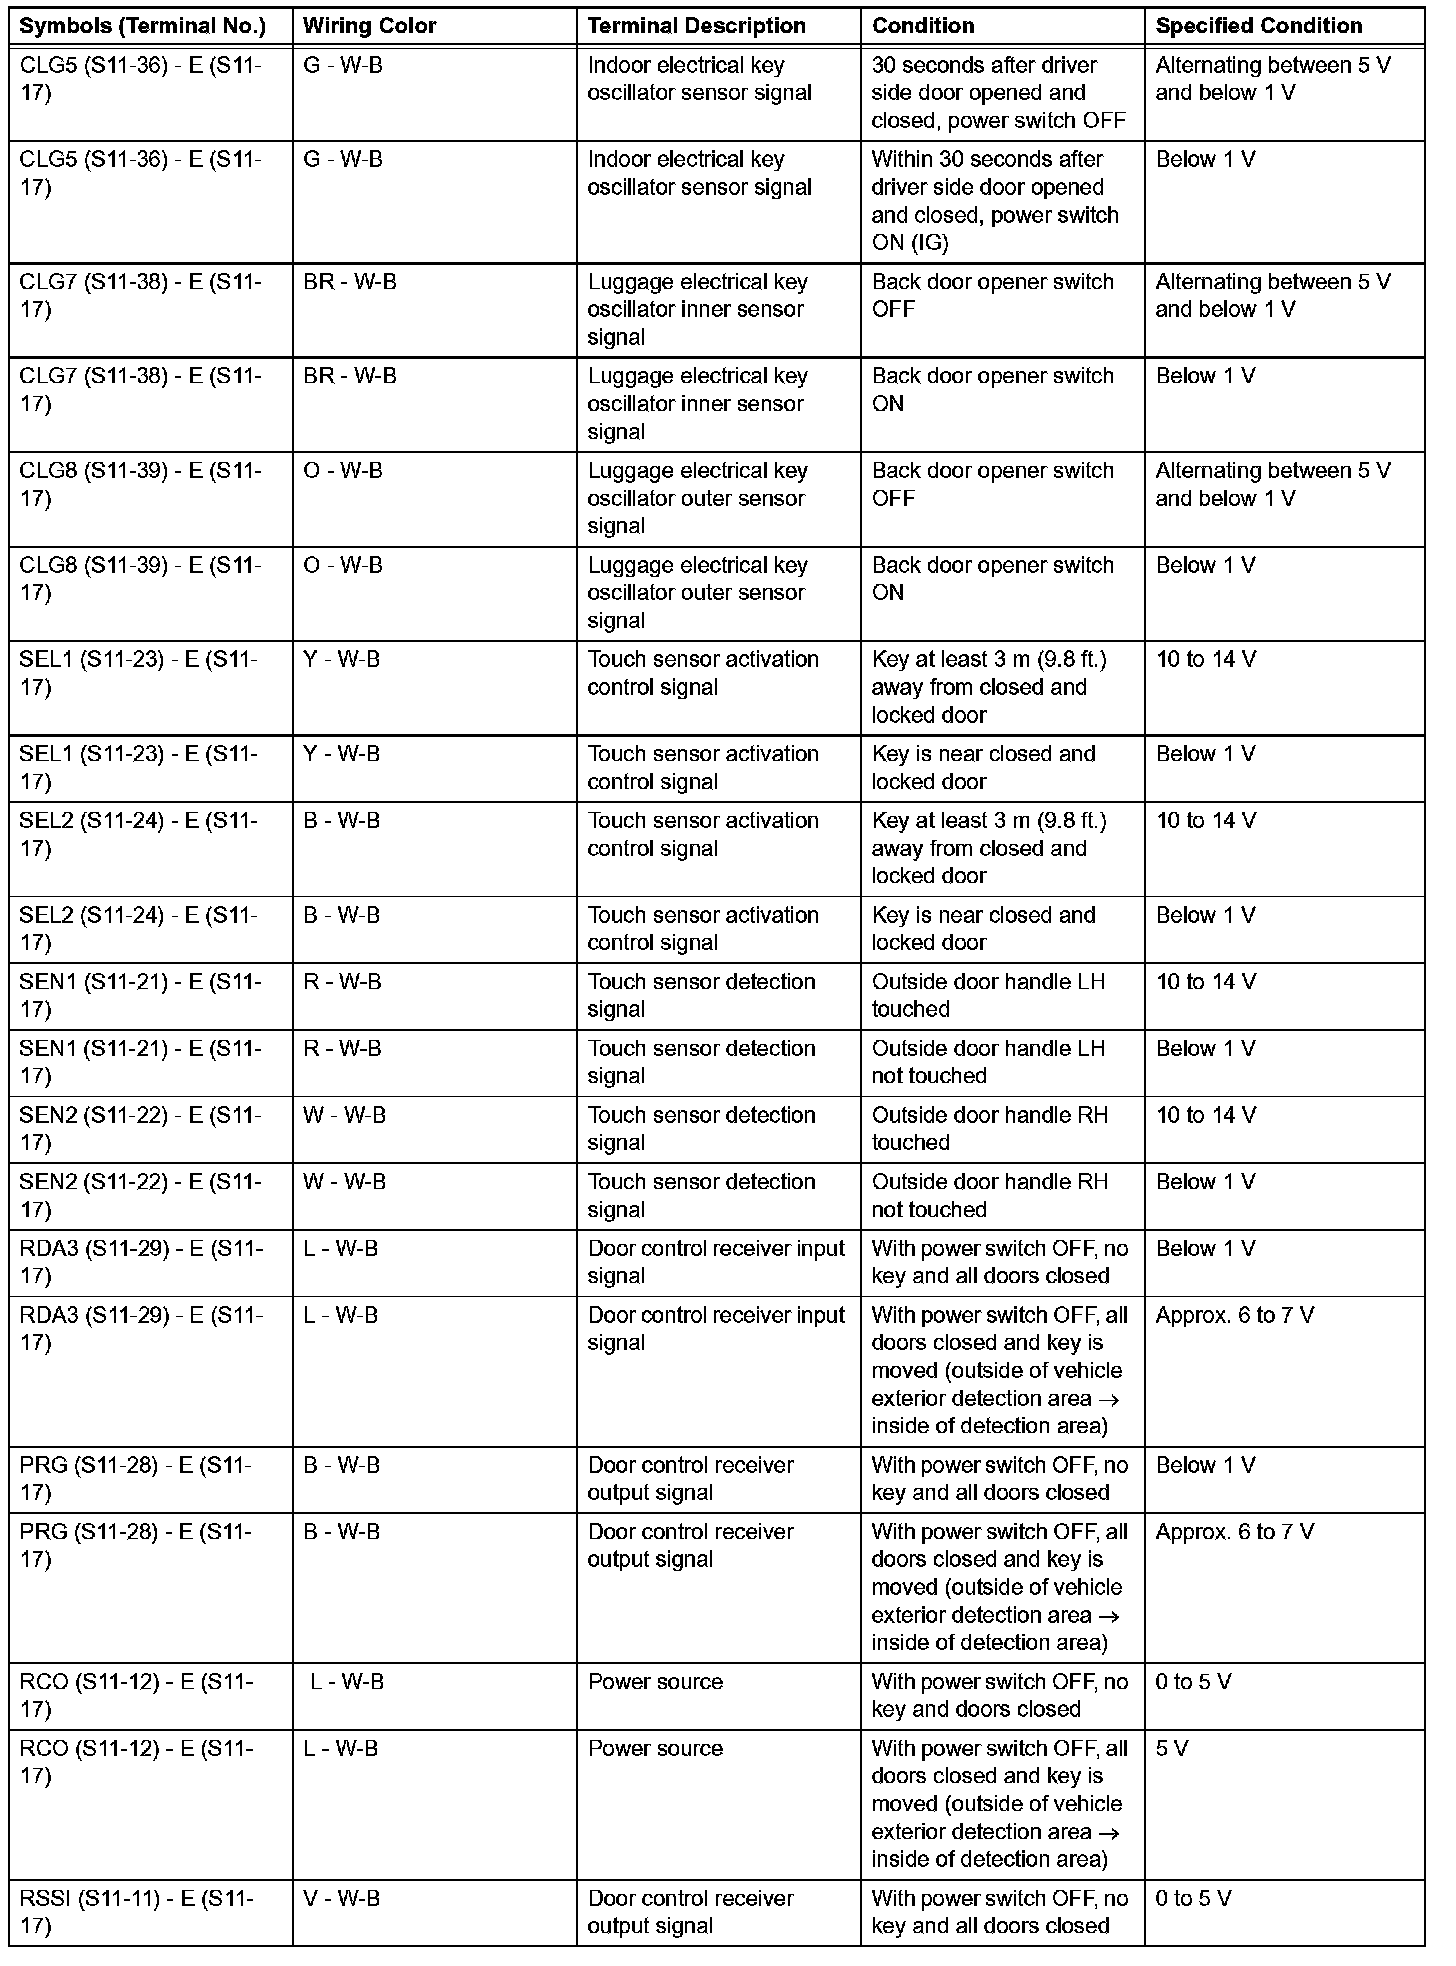 Symbols (Terminal No.) Wiring Color Terminal Description Condition Specified Condition
CLG5 (S11-36) - E (S11- G - W-B Indoor electrical key 30 seconds after driver Alternating between 5 V
17) oscillator sensor signal side door opened and and below 1 V
closed, power switch OFF
CLG5 (S11-36) - E (S11- G - W-B Indoor electrical key Within 30 seconds after Below 1 V
17) oscillator sensor signal driver side door opened
and closed, power switch
ON (IG)
CLG7 (S11-38) - E (S11- BR - W-B Luggage electrical key Back door opener switch Alternating between 5 V
17) oscillator inner sensor OFF and below 1 V
signal
CLG7 (S11-38) - E (S11- BR - W-B Luggage electrical key Back door opener switch Below 1 V
17) oscillator inner sensor ON
signal
CLG8 (S11-39) - E (S11- O - W-B Luggage electrical key Back door opener switch Alternating between 5 V
17) oscillator outer sensor OFF and below 1 V
signal
CLG8 (S11-39) - E (S11- O - W-B Luggage electrical key Back door opener switch Below 1 V
17) oscillator outer sensor ON
signal
SEL1 (S11-23) - E (S11- Y - W-B Touch sensor activation Key at least 3 m (9.8 ft.) 10 to 14 V
17) control signal away from closed and
locked door
SEL1 (S11-23) - E (S11- Y - W-B Touch sensor activation Key is near closed and Below 1 V
17) control signal locked door
SEL2 (S11-24) - E (S11- B - W-B Touch sensor activation Key at least 3 m (9.8 ft.) 10 to 14 V
17) control signal away from closed and
locked door
SEL2 (S11-24) - E (S11- B - W-B Touch sensor activation Key is near closed and Below 1 V
17) control signal locked door
SEN1 (S11-21) - E (S11- R - W-B Touch sensor detection Outside door handle LH 10 to 14 V
17) signal touched
SEN1 (S11-21) - E (S11- R - W-B Touch sensor detection Outside door handle LH Below 1 V
17) signal not touched
SEN2 (S11-22) - E (S11- W - W-B Touch sensor detection Outside door handle RH 10 to 14 V
17) signal touched
SEN2 (S11-22) - E (S11- W - W-B Touch sensor detection Outside door handle RH Below 1 V
17) signal not touched
RDA3 (S11-29) - E (S11- L - W-B Door control receiver input With power switch OFF, no Below 1 V
17) signal key and all doors closed
RDA3 (S11-29) - E (S11- L - W-B Door control receiver input With power switch OFF, all Approx. 6 to 7 V
17) signal doors closed and key is
moved (outside of vehicle
exterior detection area →
inside of detection area)
PRG (S11-28) - E (S11- B - W-B Door control receiver With power switch OFF, no Below 1 V
17) output signal key and all doors closed
PRG (S11-28) - E (S11- B - W-B Door control receiver With power switch OFF, all Approx. 6 to 7 V
17) output signal doors closed and key is
moved (outside of vehicle
exterior detection area →
inside of detection area)
RCO (S11-12) - E (S11- L - W-B Power source With power switch OFF, no 0 to 5 V
17) key and doors closed
RCO (S11-12) - E (S11- L - W-B Power source With power switch OFF, all 5 V
17) doors closed and key is
moved (outside of vehicle
exterior detection area →
inside of detection area)
RSSI (S11-11) - E (S11- V - W-B Door control receiver With power switch OFF, no 0 to 5 V
17) output signal key and all doors closed